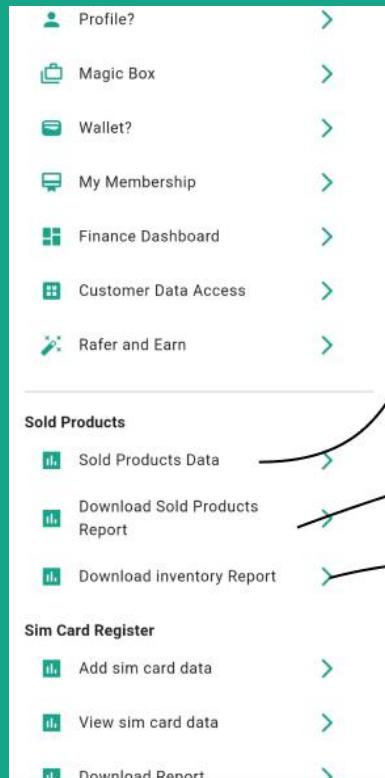 Profile?
Magic Box
Wallet?
My Membership
Finance Dashboard
Customer Data Access
Rafer and Earn
Sold Products
Sold Products Data
Download Sold Products
Report
Download inventory Report
Sim Card Register
Add sim card data
View sim card data
Download Report